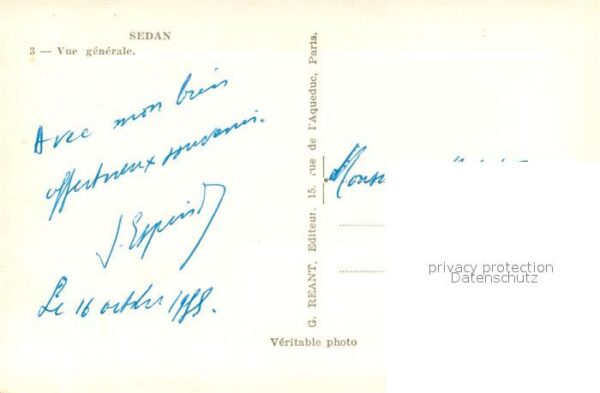 SEDAN
3 — Vue générale.
Avec mon bien
affectueux souvenir.
Le 16 octobre 1958.
G. RÉANT, Editeur, 15, rue de l'Aqueduc, Paris.
Véritable photo
privacy protection
Datenschutz